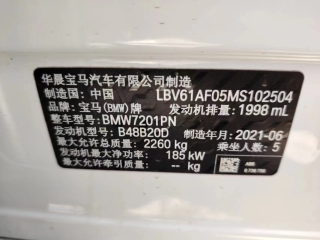 华晨宝马汽车有限公司制造
制造国: 中国 LBV61AF05MS102504
品牌: 宝马(BMW)牌 发动机排量: 1998 mL
整车型号: BMW7201PN
发动机型号: B48B20D 制造年月: 2021-06
最大允许总质量: 2260 kg 乘坐人数: 5
发动机最大净功率: 185 kW
最大允许牵引质量: -- kg